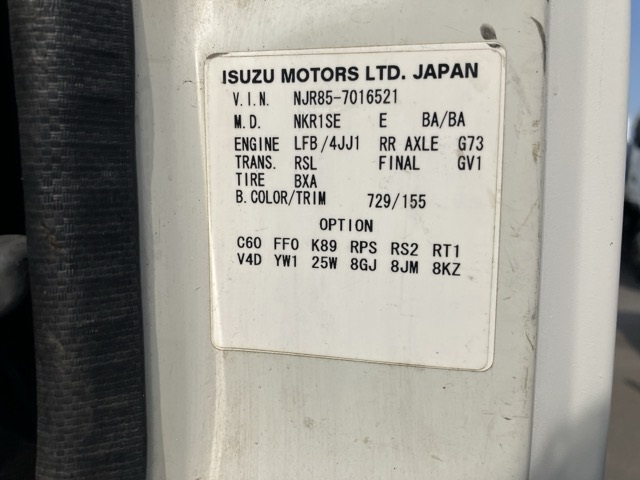 ISUZU MOTORS LTD. JAPAN
V.I.N. NJR85-7016521
M.D. NKR1SE E BA/BA
ENGINE LFB/4JJ1 RR AXLE G73
TRANS. RSL FINAL GV1
TIRE BXA
B.COLOR/TRIM 729/155
OPTION
C60 FF0 K89 RPS RS2 RT1
V4D YW1 25W 8GJ 8JM 8KZ